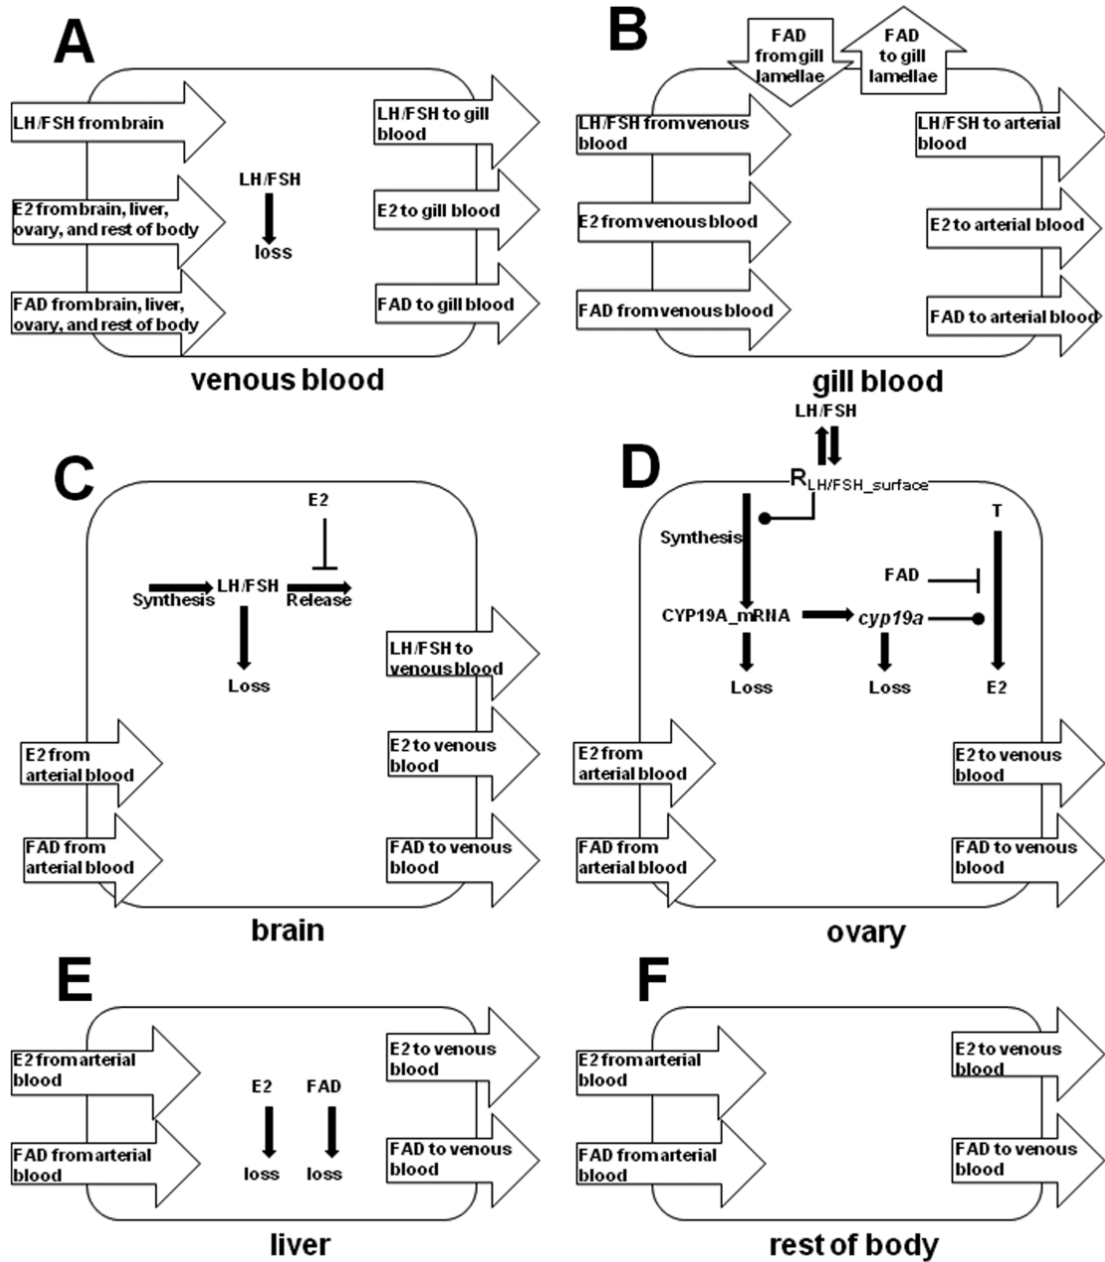 A
LH/FSH from brain
E2 from brain, liver,
ovary, and rest of body
FAD from brain, liver,
ovary, and rest of body
LH/FSH
loss
LH/FSH to gill
blood
E2 to gill blood
FAD to gill blood
venous blood
B
FAD
from gill
lamellae
FAD
to gill
lamellae
LH/FSH from venous
blood
E2 from venous blood
FAD from venous blood
LH/FSH to arterial
blood
E2 to arterial blood
FAD to arterial blood
gill blood
C
E2
Synthesis
LH/FSH
Release
Loss
LH/FSH to
venous blood
E2 from
arterial blood
E2 to venous
blood
FAD from
arterial blood
FAD to venous
blood
brain
D
LH/FSH
RLH/FSH_surface
Synthesis
T
FAD
CYP19A_mRNA
cyp19a
Loss
Loss
E2
E2 from
arterial blood
E2 to venous
blood
FAD from
arterial blood
FAD to venous
blood
ovary
E
E2 from arterial
blood
FAD from arterial
blood
E2
FAD
loss
loss
E2 to venous
blood
FAD to venous
blood
liver
F
E2 from arterial
blood
FAD from arterial
blood
E2 to venous
blood
FAD to venous
blood
rest of body